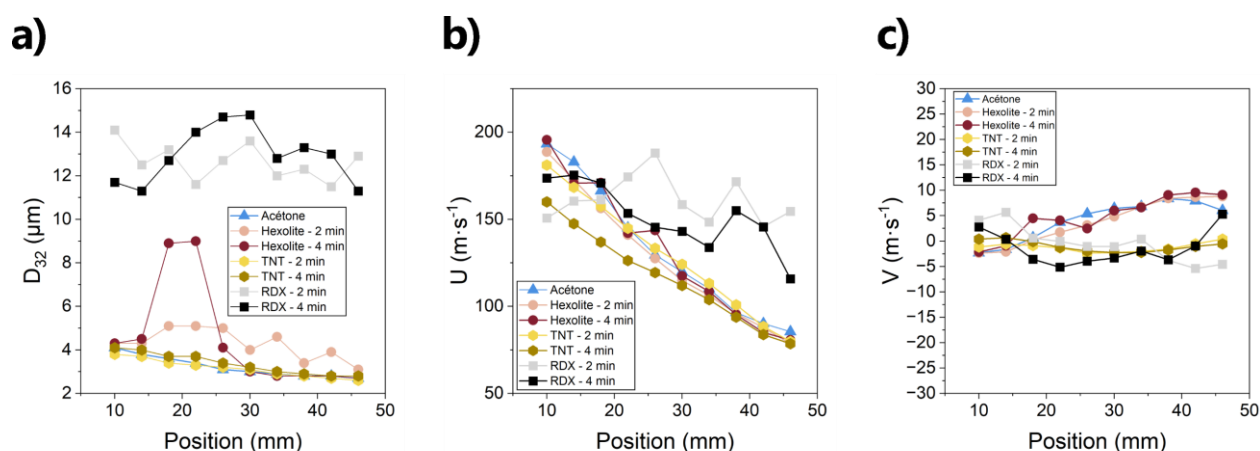 a)
16
14
12
10
8
6
4
2
D32 (µm)
Acétone
Hexolite - 2 min
Hexolite - 4 min
TNT - 2 min
TNT - 4 min
RDX - 2 min
RDX - 4 min
10 20 30 40 50
Position (mm)
b)
200
150
100
50
U (m·s-1)
Acétone
Hexolite - 2 min
Hexolite - 4 min
TNT - 2 min
TNT - 4 min
RDX - 2 min
RDX - 4 min
10 20 30 40 50
Position (mm)
c)
30
25
20
15
10
5
0
−5
−10
−15
−20
−25
−30
V (m·s-1)
Acétone
Hexolite - 2 min
Hexolite - 4 min
TNT - 2 min
TNT - 4 min
RDX - 2 min
RDX - 4 min
10 20 30 40 50
Position (mm)